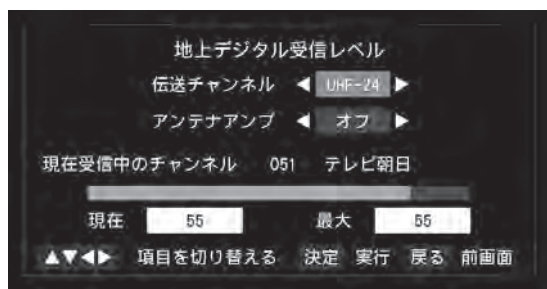 地上デジタル受信レベル
伝送チャンネル ◀ UHF-24 ▶
アンテナアンプ ◀ オフ ▶
現在受信中のチャンネル 051 テレビ朝日
現在 55 最大 55
▲▼◀▶ 項目を切り替える 決定 実行 戻る 前画面